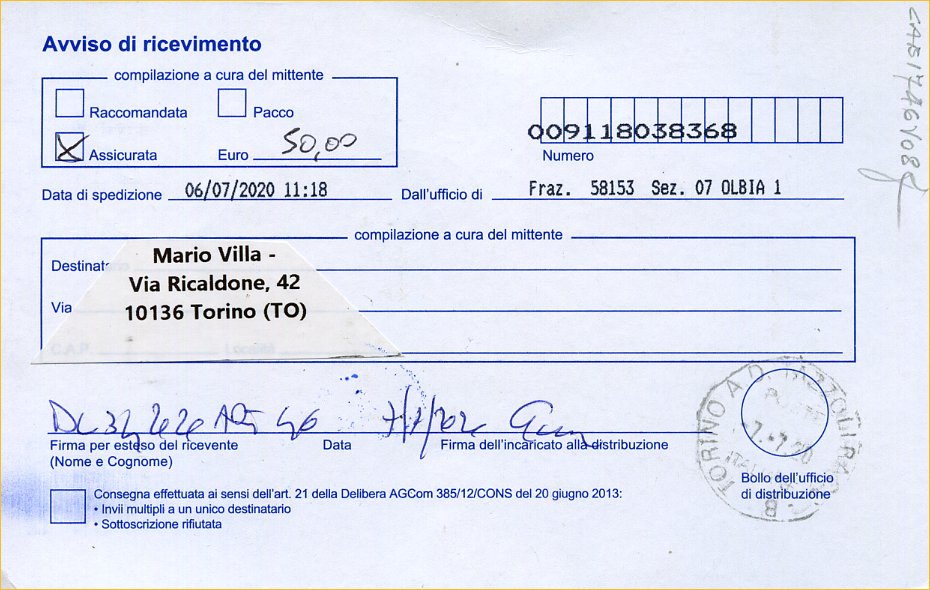 Avviso di ricevimento
compilazione a cura del mittente
Raccomandata Pacco
Assicurata Euro 50,00
009118038368
Numero
Data di spedizione 06/07/2020 11:18 Dall'ufficio di Fraz. 58153 Sez. 07 OLBIA 1
compilazione a cura del mittente
Destinatario
Mario Villa -
Via Ricaldone, 42
10136 Torino (TO)
Via
C.A.P. Località
Firma per esteso del ricevente Data Firma dell'incaricato alla distribuzione
(Nome e Cognome)
TORINO A.D.
Bollo dell'ufficio
di distribuzione
Consegna effettuata ai sensi dell'art. 21 della Delibera AGCom 385/12/CONS del 20 giugno 2013:
• Invii multipli a un unico destinatario
• Sottoscrizione rifiutata